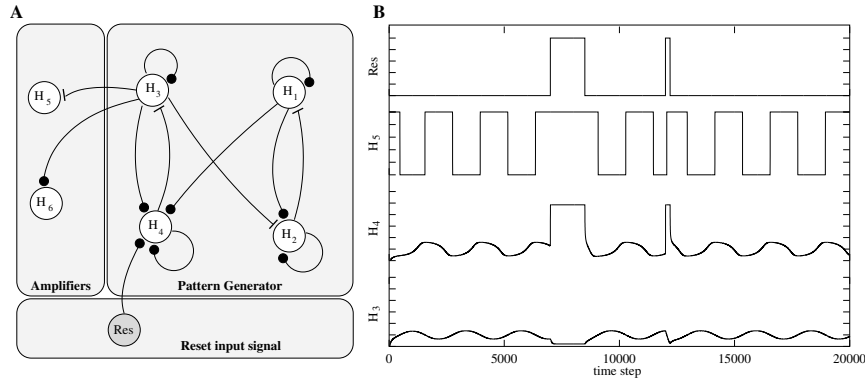 A
B
H3
H1
H5
H6
H4
H2
Amplifiers
Pattern Generator
Res
Reset input signal
Res
H5
H4
H3
0 5000 10000 15000 20000
time step